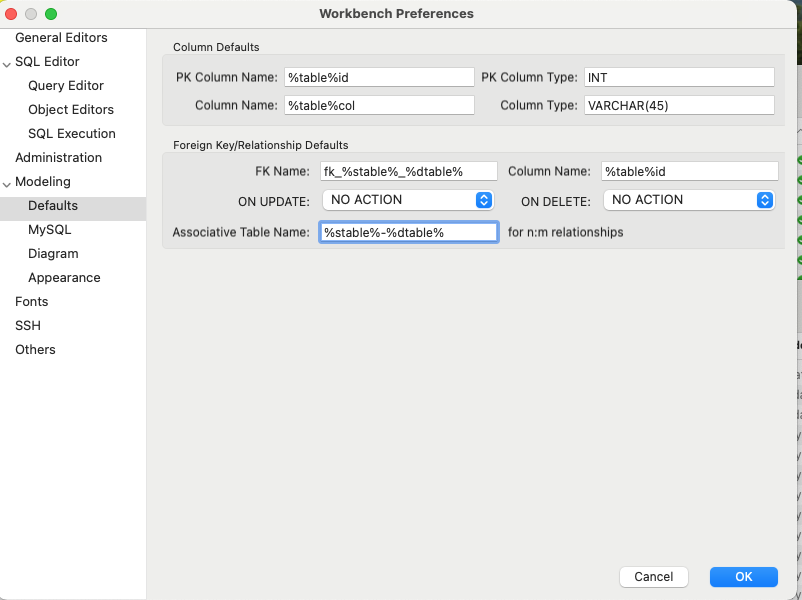 Workbench Preferences
General Editors
SQL Editor
Query Editor
Object Editors
SQL Execution
Administration
Modeling
Defaults
MySQL
Diagram
Appearance
Fonts
SSH
Others
Column Defaults
PK Column Name: %table%id PK Column Type: INT
Column Name: %table%col Column Type: VARCHAR(45)
Foreign Key/Relationship Defaults
FK Name: fk_%stable%_%dtable% Column Name: %table%id
ON UPDATE: NO ACTION ON DELETE: NO ACTION
Associative Table Name: %stable%-%dtable% for n:m relationships
Cancel OK